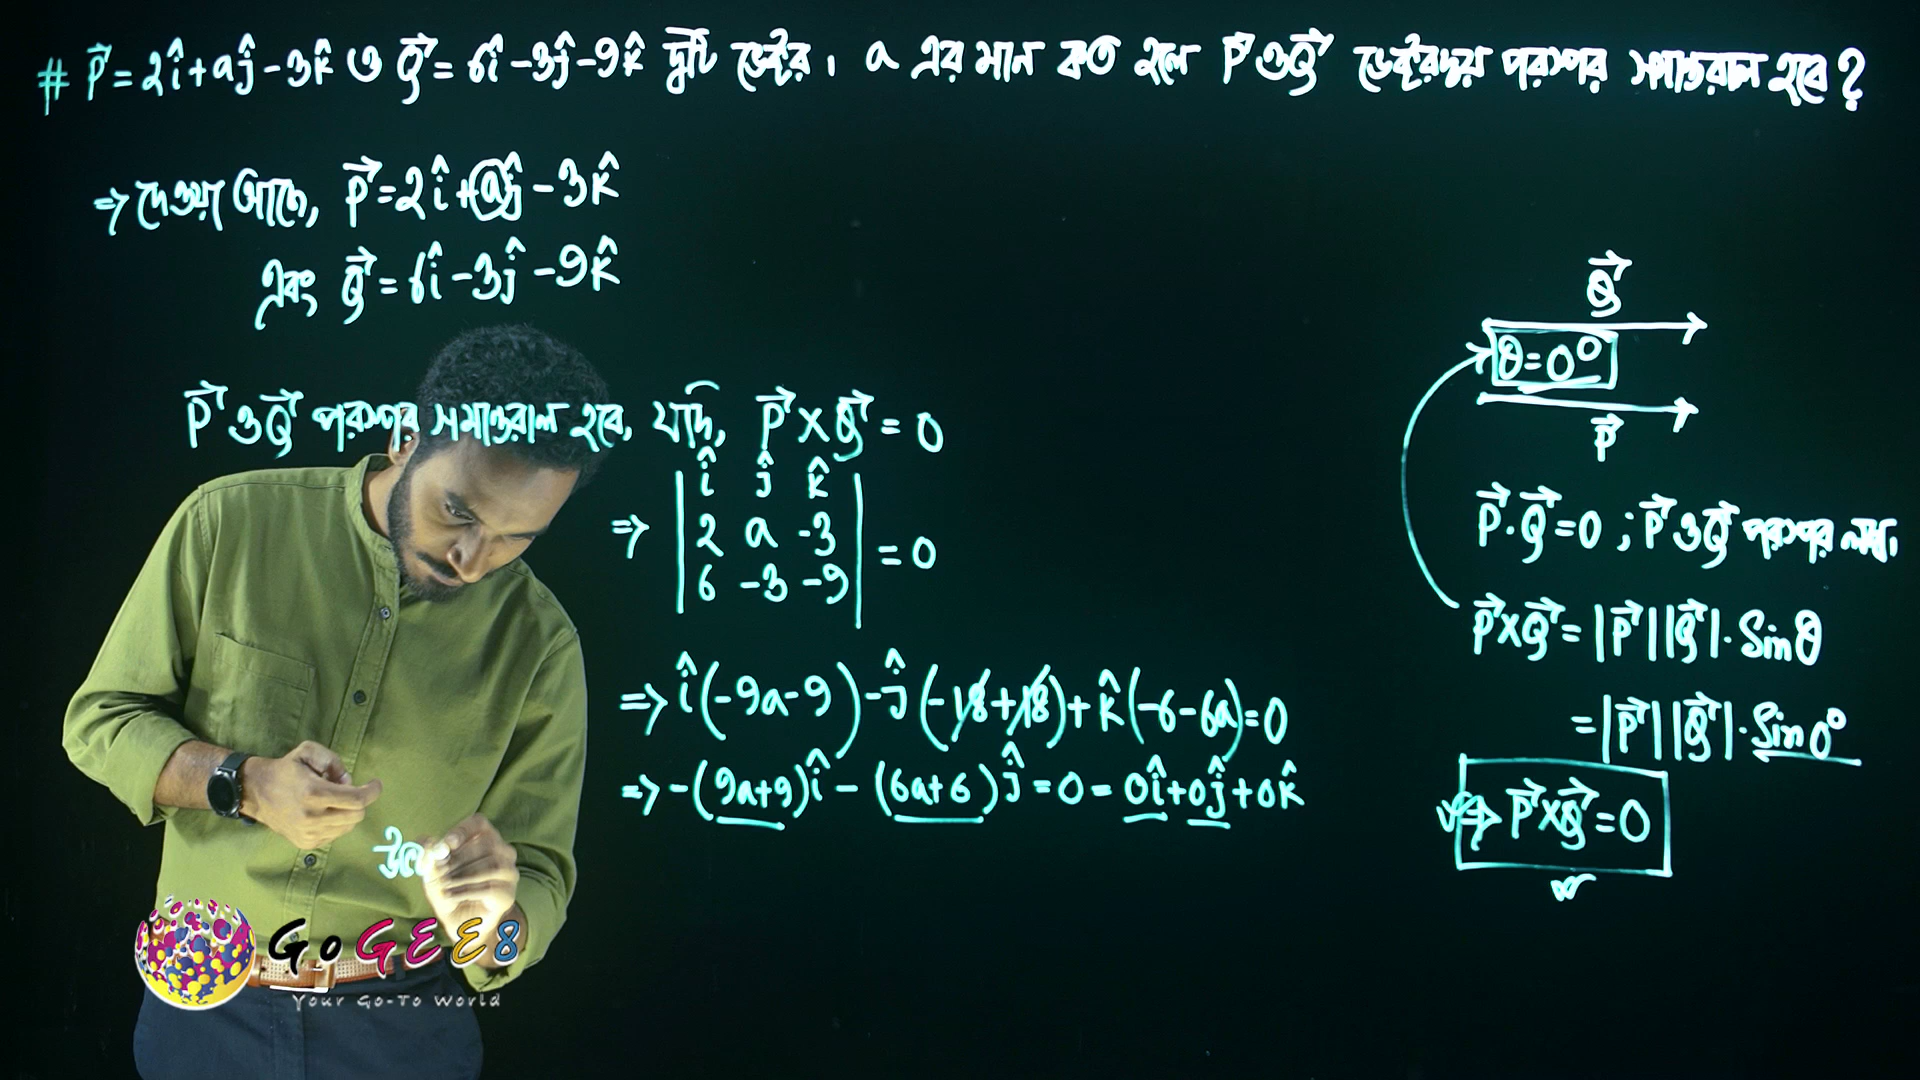 # P⃗ = 2î + aĵ - 3k̂ ও Q⃗ = 6î - 3ĵ - 9k̂ দুটি ভেক্টর। a এর মান কত হলে P⃗ ও Q⃗ ভেক্টরদ্বয় পরস্পর সমান্তরাল হবে?
⇒ দেওয়া আছে, P⃗ = 2î + aĵ - 3k̂
এবং Q⃗ = 6î - 3ĵ - 9k̂
P⃗ ও Q⃗ পরস্পর সমান্তরাল হবে, যদি, P⃗ × Q⃗ = 0
⇒ | î ĵ k̂ |
| 2 a -3 | = 0
| 6 -3 -9 |
⇒ î(-9a - 9) - ĵ(-18 + 18) + k̂(-6 - 6a) = 0
⇒ -(9a + 9)î - (6a + 6)ĵ = 0 = 0î + 0ĵ + 0k̂
Q⃗
θ = 0°
P⃗
P⃗ . Q⃗ = 0 ; P⃗ ও Q⃗ পরস্পর লম্ব।
P⃗ × Q⃗ = |P⃗| |Q⃗| . Sin θ
= |P⃗| |Q⃗| . Sin 0°
⇒ P⃗ × Q⃗ = 0
GoGEE8
Your Go-To World